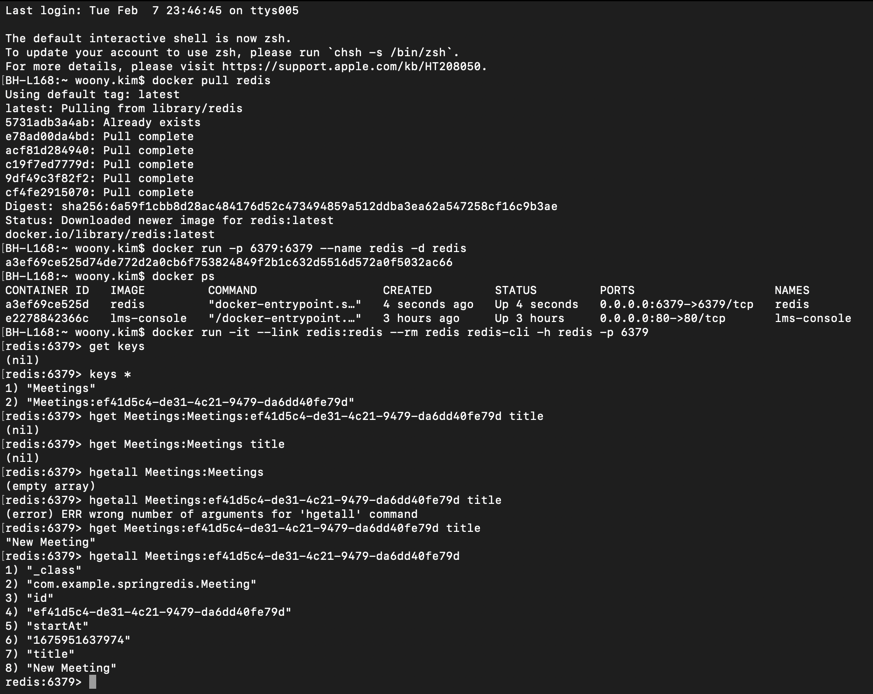 Last login: Tue Feb  7 23:46:45 on ttys005
The default interactive shell is now zsh.
To update your account to use zsh, please run `chsh -s /bin/zsh`.
For more details, please visit https://support.apple.com/kb/HT208050.
[BH-L168:~ woony.kim$ docker pull redis
Using default tag: latest
latest: Pulling from library/redis
5731adb3a4ab: Already exists
e78ad00da4bd: Pull complete
acf81d284940: Pull complete
c19f7ed7779d: Pull complete
9df49c3f82f2: Pull complete
cf4fe2915070: Pull complete
Digest: sha256:6a59f1cbb8d28ac484176d52c473494859a512ddba3ea62a547258cf16c9b3ae
Status: Downloaded newer image for redis:latest
docker.io/library/redis:latest
[BH-L168:~ woony.kim$ docker run -p 6379:6379 --name redis -d redis
a3ef69ce525d74de772d2a0cb6f753824849f2b1c632d5516d572a0f5032ac66
[BH-L168:~ woony.kim$ docker ps
CONTAINER ID   IMAGE         COMMAND                  CREATED         STATUS         PORTS                    NAMES
a3ef69ce525d   redis         "docker-entrypoint.s…"   4 seconds ago   Up 4 seconds   0.0.0.0:6379->6379/tcp   redis
e2278842366c   lms-console   "/docker-entrypoint.…"   3 hours ago     Up 3 hours     0.0.0.0:80->80/tcp       lms-console
[BH-L168:~ woony.kim$ docker run -it --link redis:redis --rm redis redis-cli -h redis -p 6379
[redis:6379> get keys
(nil)
[redis:6379> keys *
1) "Meetings"
2) "Meetings:ef41d5c4-de31-4c21-9479-da6dd40fe79d"
[redis:6379> hget Meetings:Meetings:ef41d5c4-de31-4c21-9479-da6dd40fe79d title
(nil)
[redis:6379> hget Meetings:Meetings title
(nil)
[redis:6379> hgetall Meetings:Meetings
(empty array)
[redis:6379> hgetall Meetings:ef41d5c4-de31-4c21-9479-da6dd40fe79d title
(error) ERR wrong number of arguments for 'hgetall' command
[redis:6379> hget Meetings:ef41d5c4-de31-4c21-9479-da6dd40fe79d title
"New Meeting"
[redis:6379> hgetall Meetings:ef41d5c4-de31-4c21-9479-da6dd40fe79d
1) "_class"
2) "com.example.springredis.Meeting"
3) "id"
4) "ef41d5c4-de31-4c21-9479-da6dd40fe79d"
5) "startAt"
6) "1675951637974"
7) "title"
8) "New Meeting"
redis:6379>